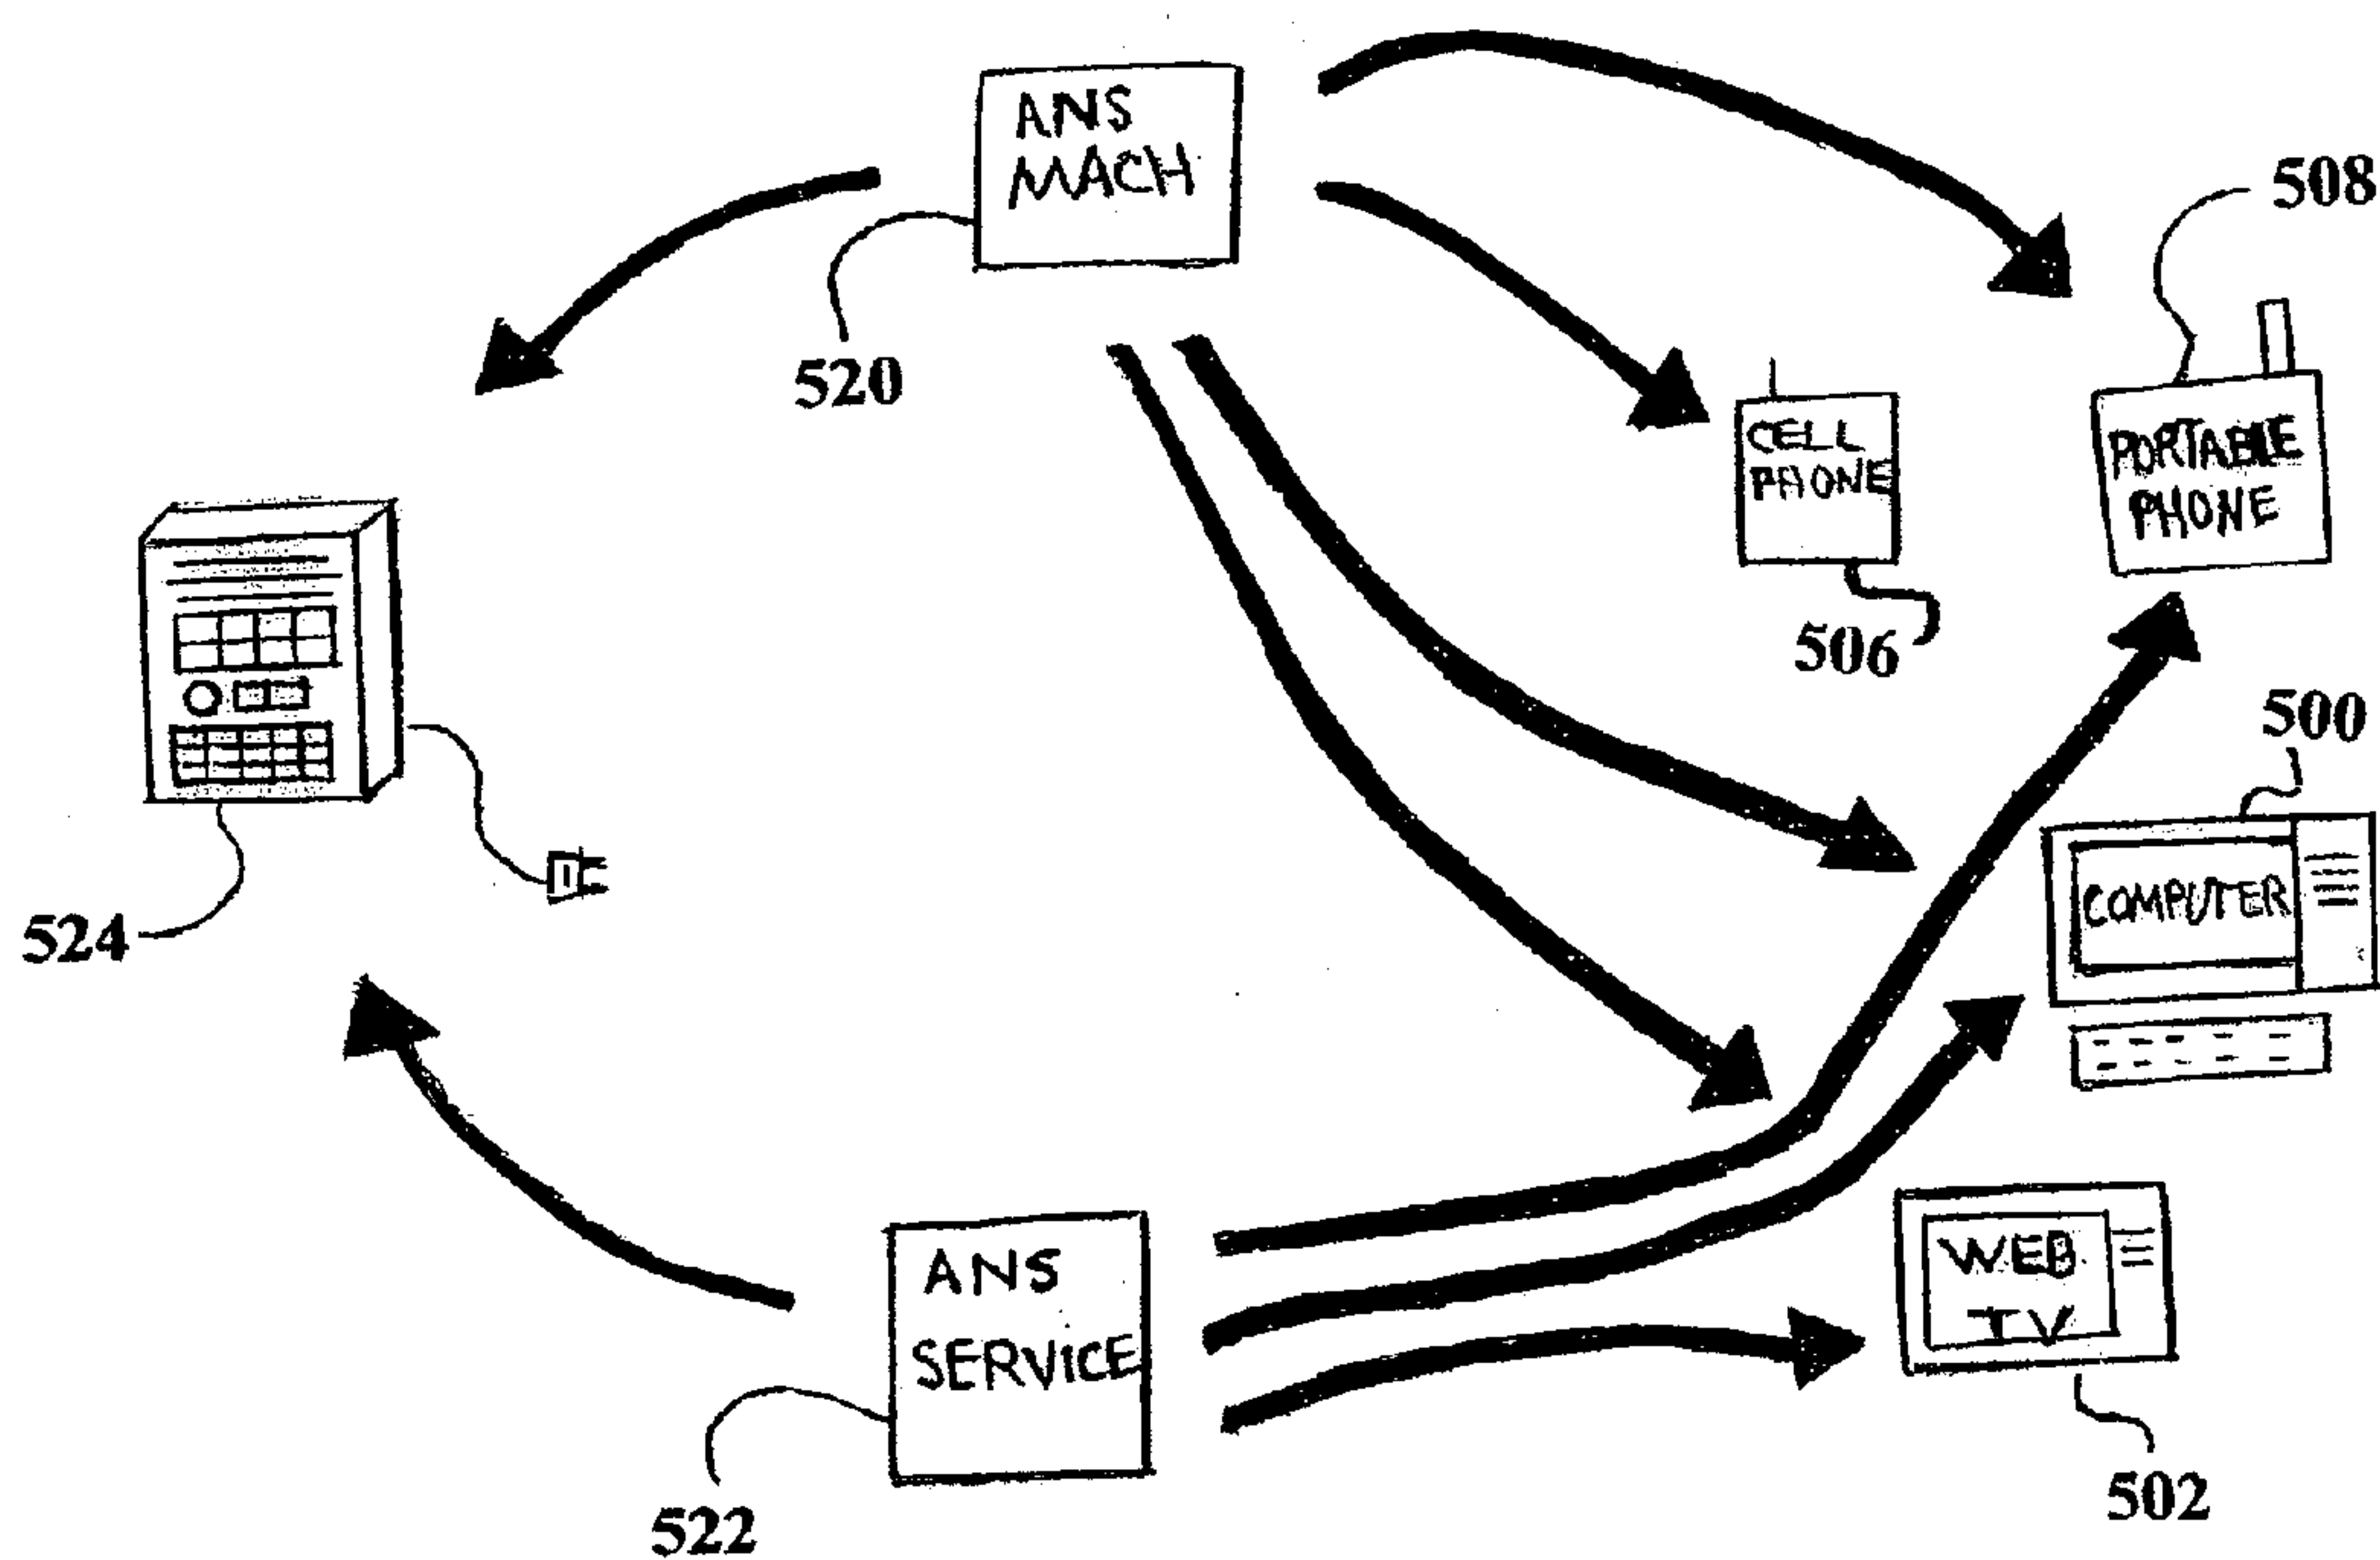 ANS
MACH
508
520
CELL
PHONE
PORTABLE
PHONE
506
500
COMPUTER
524
ANS
SERVICE
WEB
TV
522
502